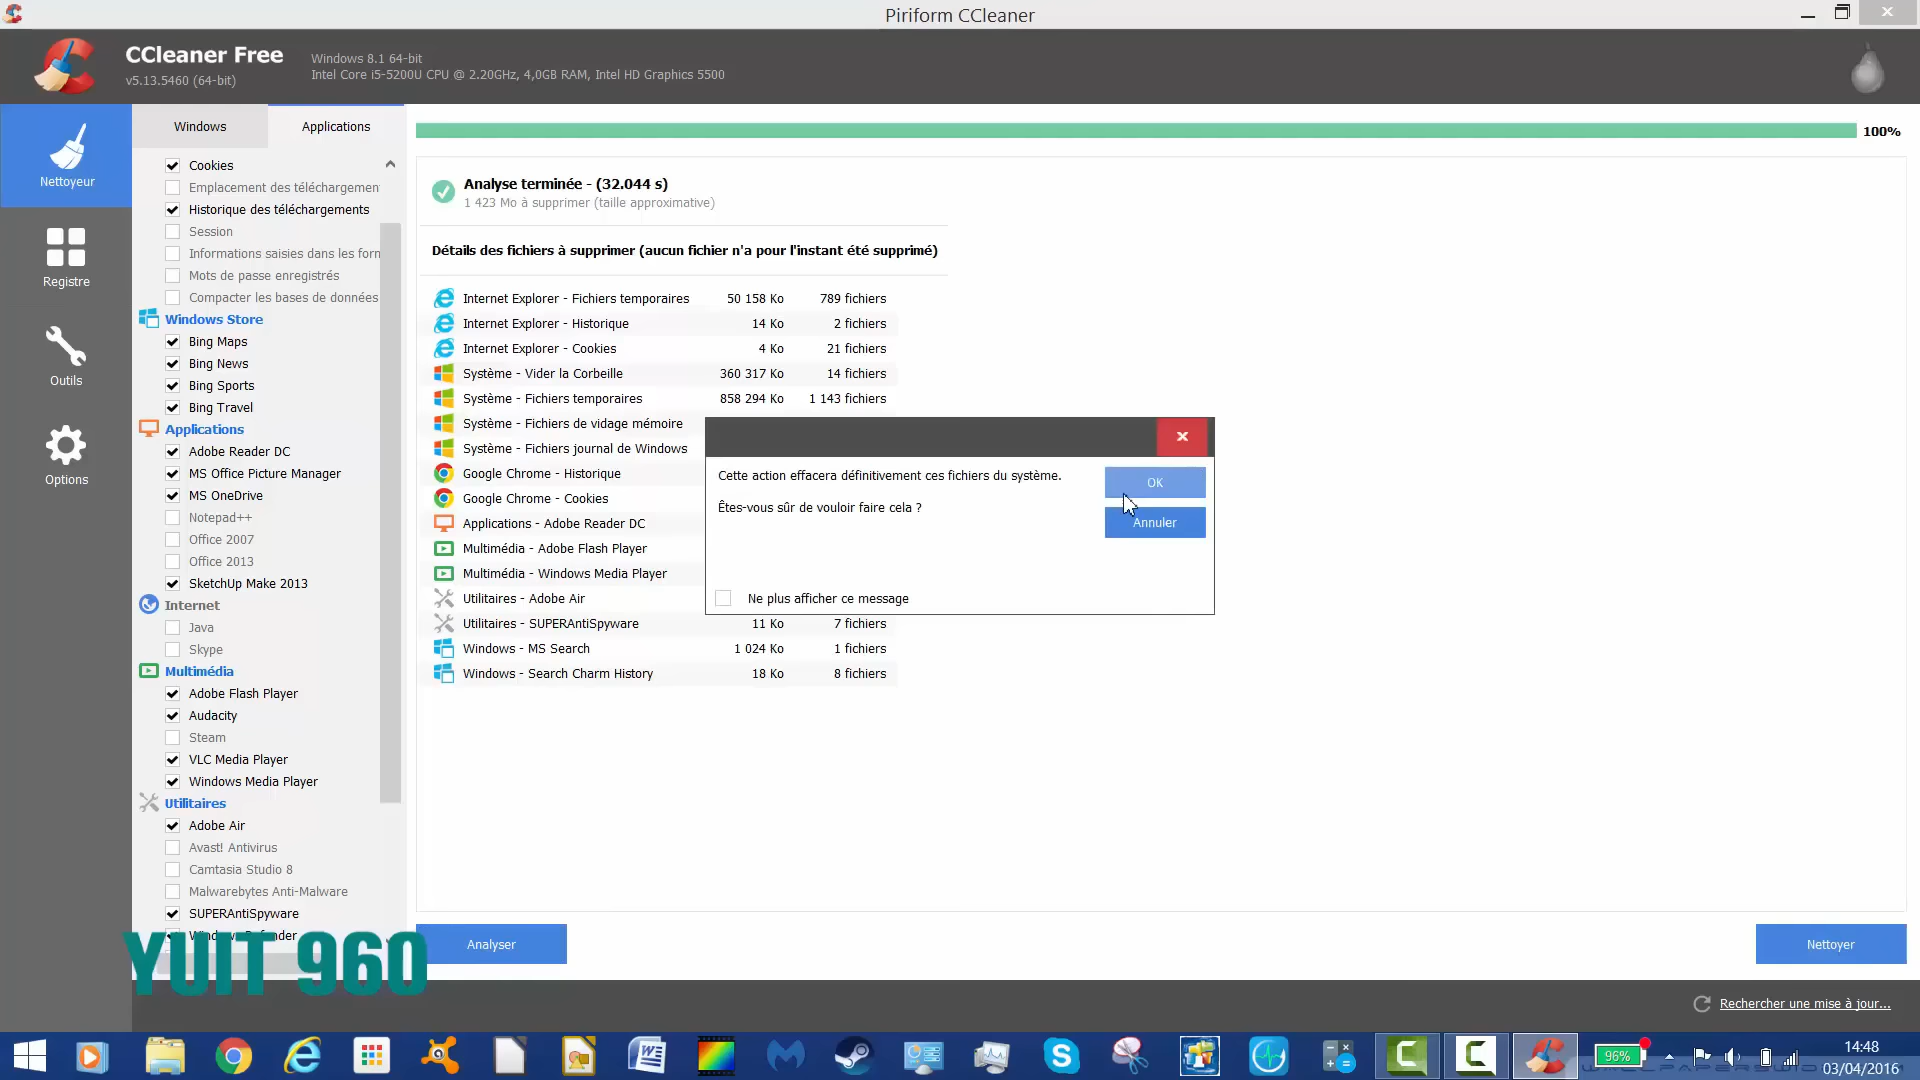 Piriform CCleaner
CCleaner Free
v5.13.5460 (64-bit)
Windows 8.1 64-bit
Intel Core i5-5200U CPU @ 2.20GHz, 4,0GB RAM, Intel HD Graphics 5500
Nettoyeur
Registre
Outils
Options
Windows
Applications
Cookies
Emplacement des téléchargemen
Historique des téléchargements
Session
Informations saisies dans les forn
Mots de passe enregistrés
Compacter les bases de données
Windows Store
Bing Maps
Bing News
Bing Sports
Bing Travel
Applications
Adobe Reader DC
MS Office Picture Manager
MS OneDrive
Notepad++
Office 2007
Office 2013
SketchUp Make 2013
Internet
Java
Skype
Multimédia
Adobe Flash Player
Audacity
Steam
VLC Media Player
Windows Media Player
Utilitaires
Adobe Air
Avast! Antivirus
Camtasia Studio 8
Malwarebytes Anti-Malware
SUPERAntiSpyware
YUIT 960
100%
Analyse terminée - (32.044 s)
1 423 Mo à supprimer (taille approximative)
Détails des fichiers à supprimer (aucun fichier n'a pour l'instant été supprimé)
Internet Explorer - Fichiers temporaires 50 158 Ko 789 fichiers
Internet Explorer - Historique 14 Ko 2 fichiers
Internet Explorer - Cookies 4 Ko 21 fichiers
Système - Vider la Corbeille 360 317 Ko 14 fichiers
Système - Fichiers temporaires 858 294 Ko 1 143 fichiers
Système - Fichiers de vidage mémoire
Système - Fichiers journal de Windows
Google Chrome - Historique
Google Chrome - Cookies
Applications - Adobe Reader DC
Multimédia - Adobe Flash Player
Multimédia - Windows Media Player
Utilitaires - Adobe Air
Utilitaires - SUPERAntiSpyware 11 Ko 7 fichiers
Windows - MS Search 1 024 Ko 1 fichiers
Windows - Search Charm History 18 Ko 8 fichiers
Cette action effacera définitivement ces fichiers du système.
Êtes-vous sûr de vouloir faire cela ?
OK
Annuler
Ne plus afficher ce message
Analyser
Nettoyer
Rechercher une mise à jour...
96%
14:48
03/04/2016